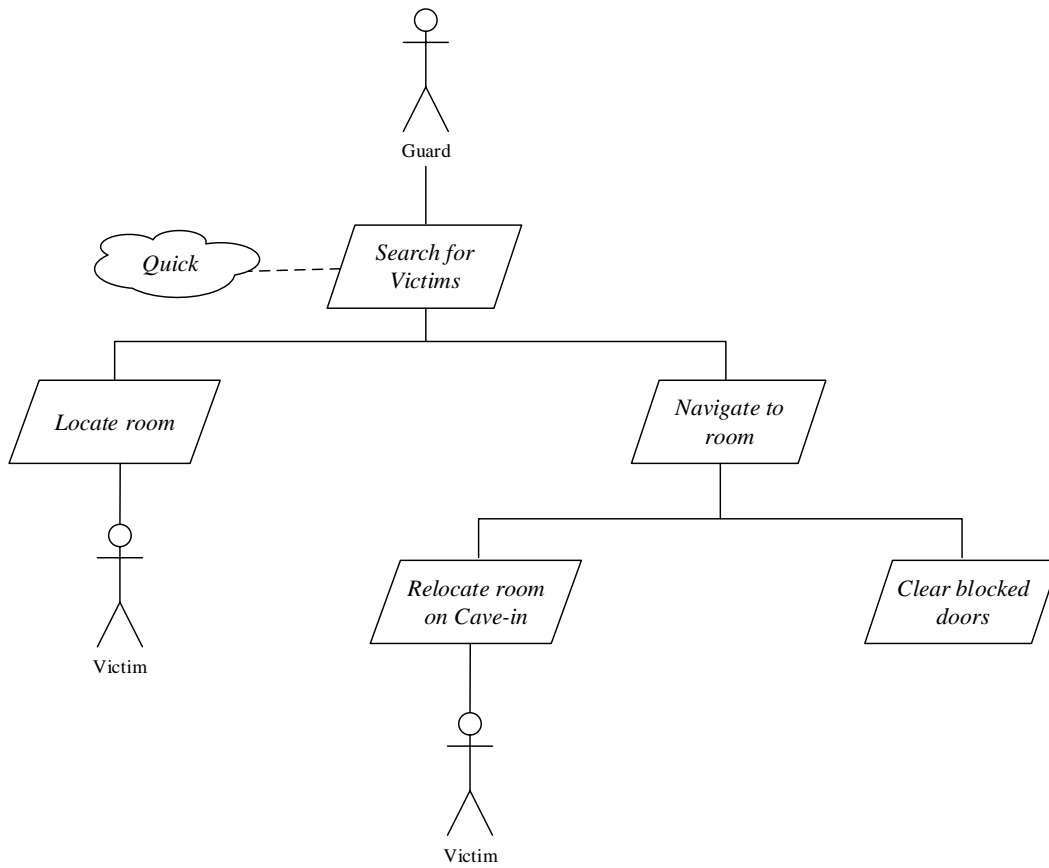 Guard
Quick
Search for
Victims
Locate room
Navigate to
room
Victim
Relocate room
on Cave-in
Clear blocked
doors
Victim